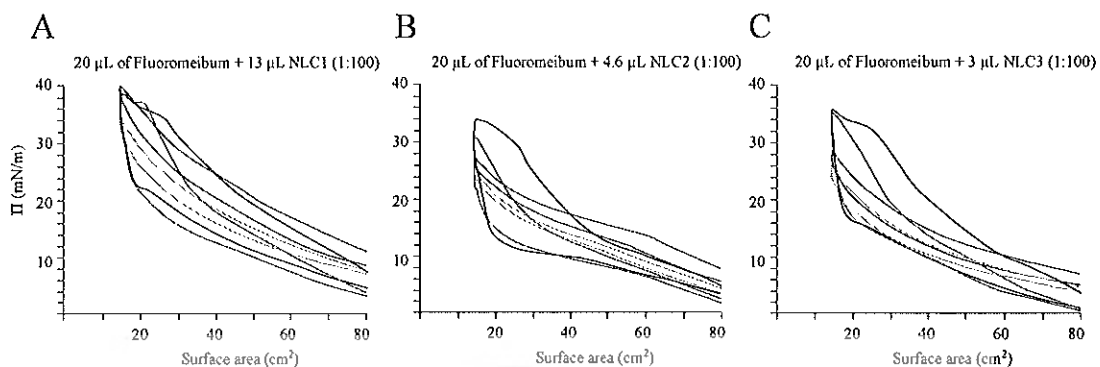 A
B
C
20 µL of Fluoromeibum + 13 µL NLC1 (1:100)
20 µL of Fluoromeibum + 4.6 µL NLC2 (1:100)
20 µL of Fluoromeibum + 3 µL NLC3 (1:100)
40
30
20
10
Π (mN/m)
20 40 60 80
Surface area (cm²)
40
30
20
10
20 40 60 80
Surface area (cm²)
40
30
20
10
20 40 60 80
Surface area (cm²)